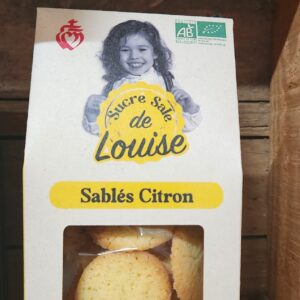 AB
Sucre Salé
de
Louise
Sablés Citron